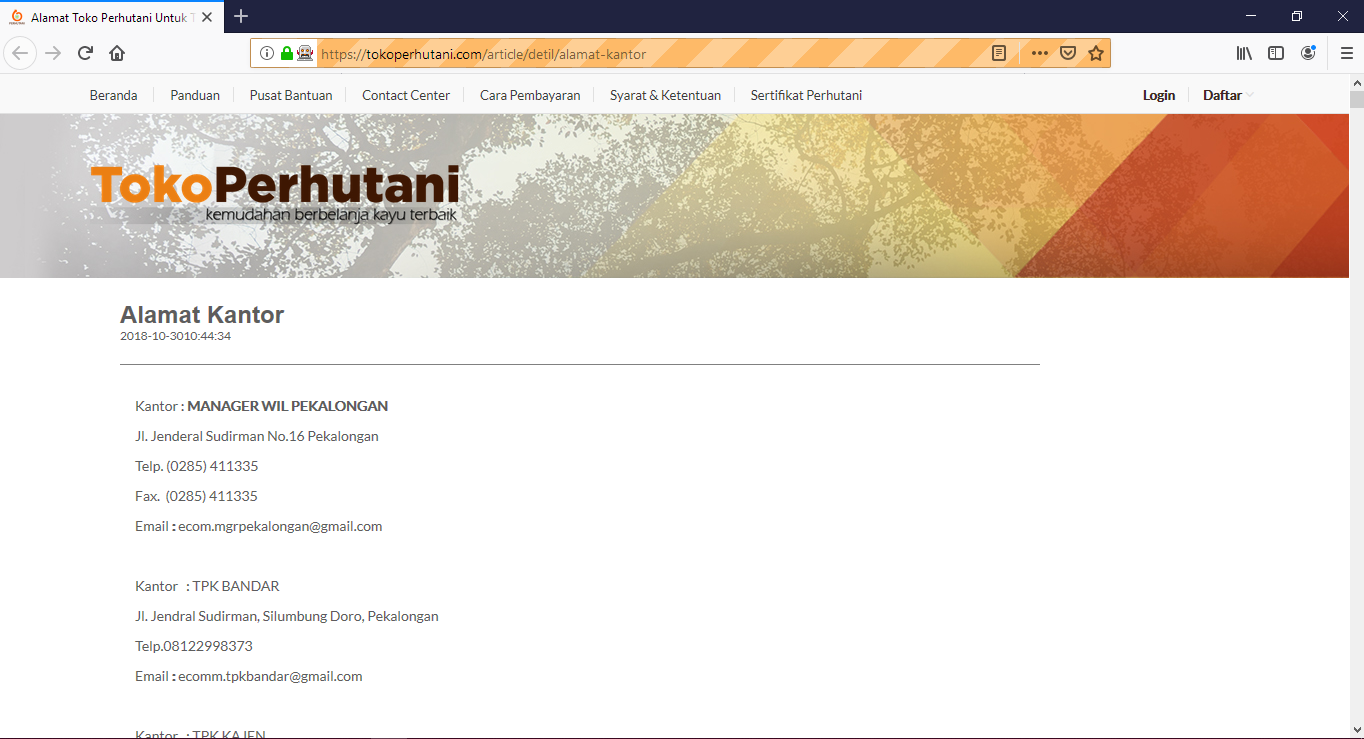 Alamat Toko Perhutani Untuk T
https://tokoperhutani.com/article/detil/alamat-kantor
Beranda Panduan Pusat Bantuan Contact Center Cara Pembayaran Syarat & Ketentuan Sertifikat Perhutani Login Daftar
TokoPerhutani
kemudahan berbelanja kayu terbaik
Alamat Kantor
2018-10-3010:44:34
Kantor : MANAGER WIL PEKALONGAN
Jl. Jenderal Sudirman No.16 Pekalongan
Telp. (0285) 411335
Fax. (0285) 411335
Email : ecom.mgrpekalongan@gmail.com
Kantor : TPK BANDAR
Jl. Jendral Sudirman, Silumbung Doro, Pekalongan
Telp.08122998373
Email : ecomm.tpkbandar@gmail.com
Kantor : TPK KAJEN